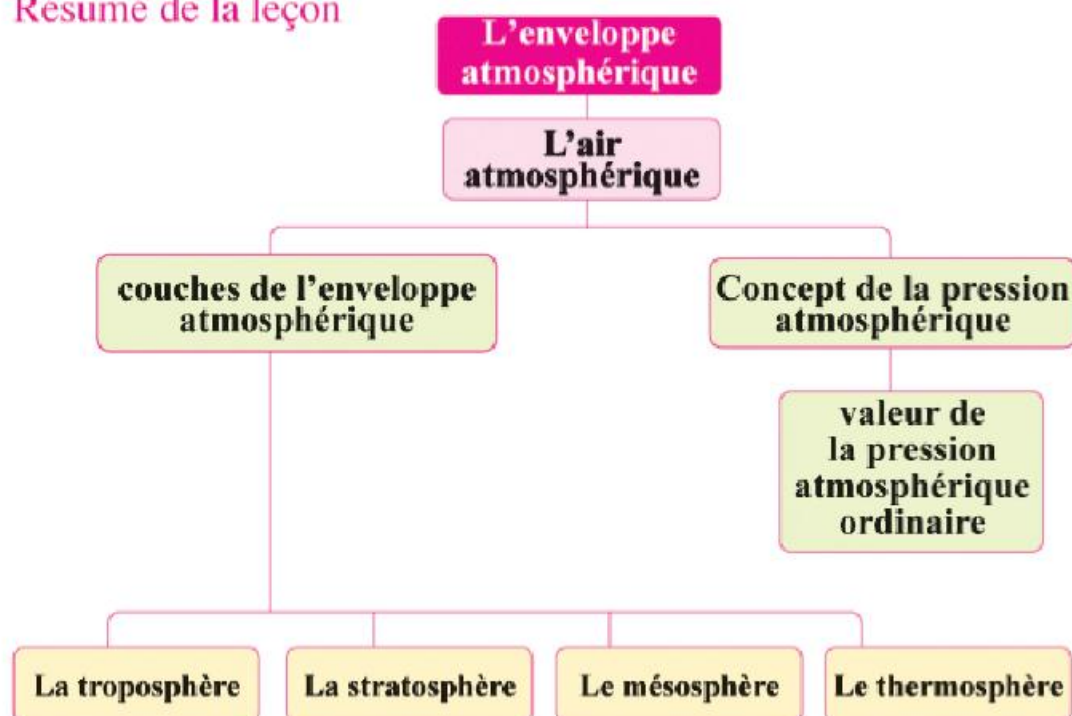 Résumé de la leçon
L'enveloppe
atmosphérique
L'air
atmosphérique
couches de l'enveloppe
atmosphérique
Concept de la pression
atmosphérique
valeur de
la pression
atmosphérique
ordinaire
La troposphère
La stratosphère
Le mésosphère
Le thermosphère